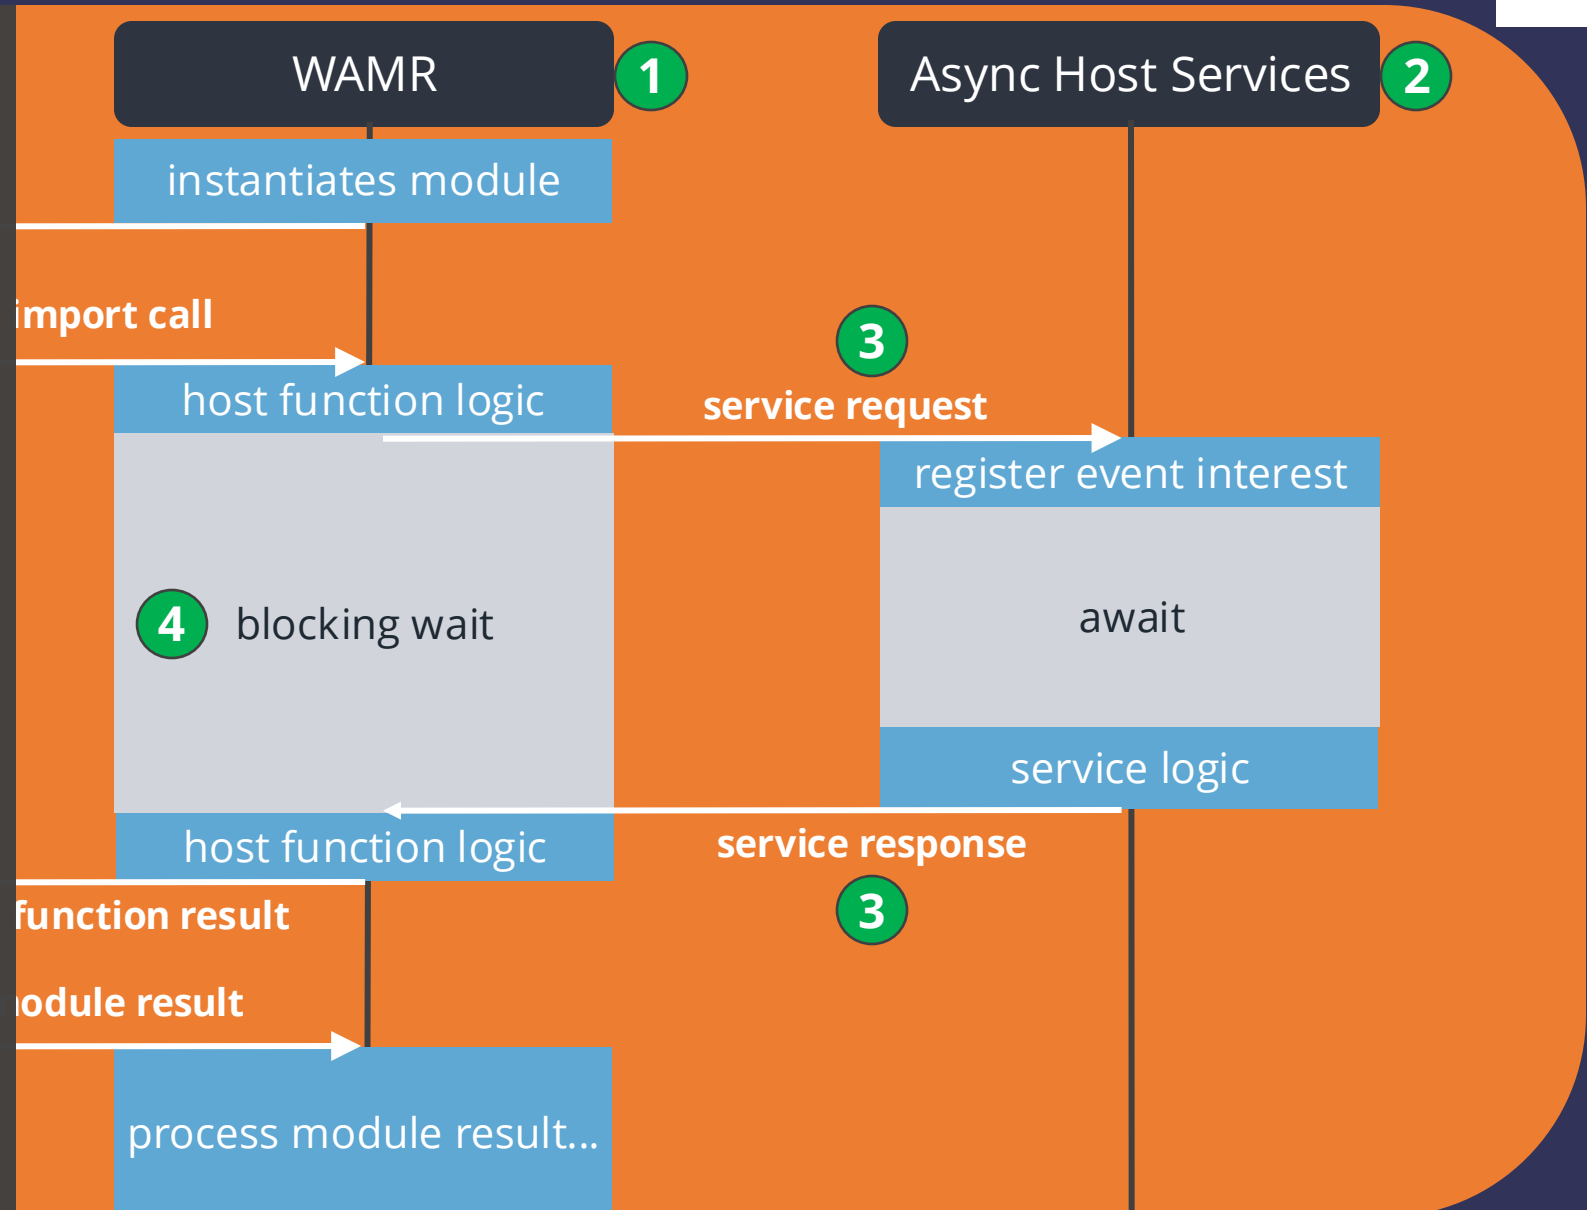 WAMR
1
Async Host Services
2
instantiates module
import call
3
host function logic
service request
register event interest
4
blocking wait
await
service logic
host function logic
service response
3
function result
module result
process module result...